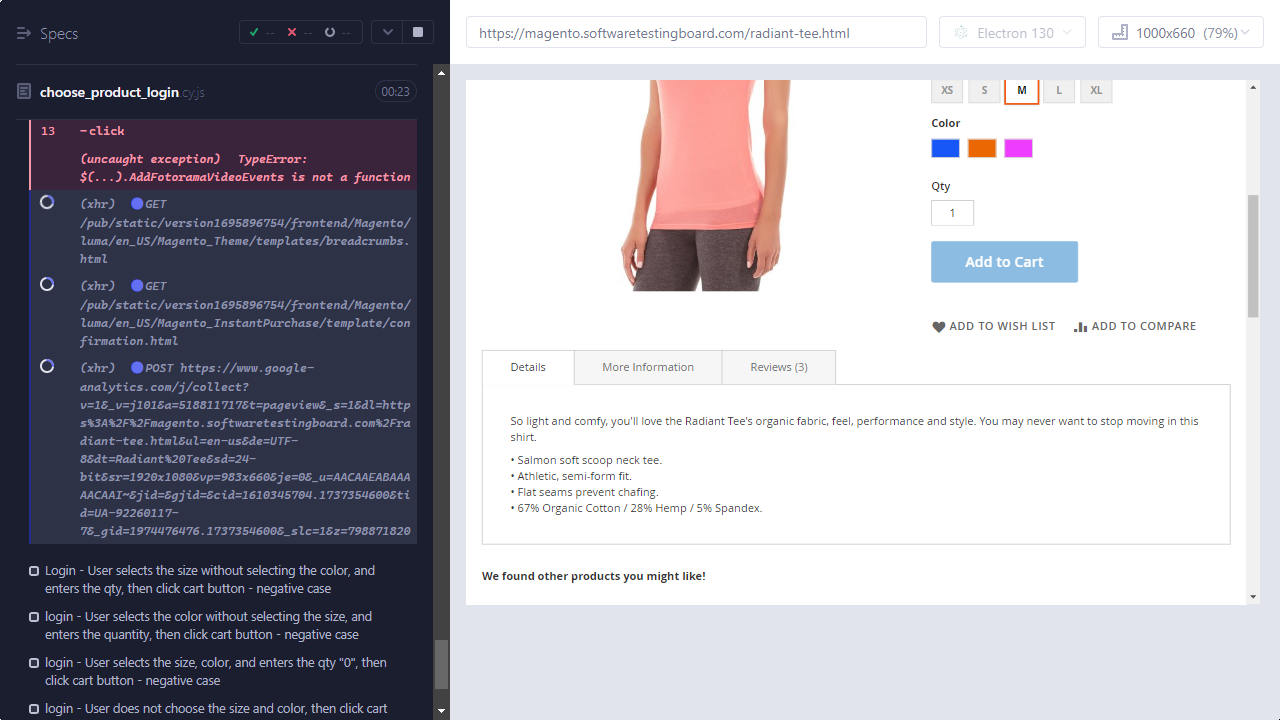 Specs
--
--
--
https://magento.softwaretestingboard.com/radiant-tee.html
Electron 130
1000x660 (79%)
choose_product_login.cy.js
00:23
13 -click
(uncaught exception) TypeError:
$(...).AddFotoramaVideoEvents is not a function
(xhr) GET
/pub/static/version1695896754/frontend/Magento/
luma/en_US/Magento_Theme/templates/breadcrumbs.
html
(xhr) GET
/pub/static/version1695896754/frontend/Magento/
luma/en_US/Magento_InstantPurchase/template/con
firmation.html
(xhr) POST https://www.google-
analytics.com/j/collect?
v=1&_v=j101&a=518811717&t=pageview&_s=1&dl=http
s%3A%2F%2Fmagento.softwaretestingboard.com%2Fra
diant-tee.html&ul=en-us&de=UTF-
8&dt=Radiant%20Tee&sd=24-
bit&sr=1920x1080&vp=983x660&je=0&_u=AACAAEABAAA
AACAAI~&jid=&gjid=&cid=1610345704.1737354600&ti
d=UA-92260117-
7&_gid=1974476476.1737354600&_slc=1&z=798871820
Login - User selects the size without selecting the color, and
enters the qty, then click cart button - negative case
login - User selects the color without selecting the size, and
enters the quantity, then click cart button - negative case
login - User selects the size, color, and enters the qty "0", then
click cart button - negative case
login - User does not choose the size and color, then click cart
XS S M L XL
Color
Qty
1
Add to Cart
ADD TO WISH LIST
ADD TO COMPARE
Details
More Information
Reviews (3)
So light and comfy, you'll love the Radiant Tee's organic fabric, feel, performance and style. You may never want to stop moving in this
shirt.
• Salmon soft scoop neck tee.
• Athletic, semi-form fit.
• Flat seams prevent chafing.
• 67% Organic Cotton / 28% Hemp / 5% Spandex.
We found other products you might like!